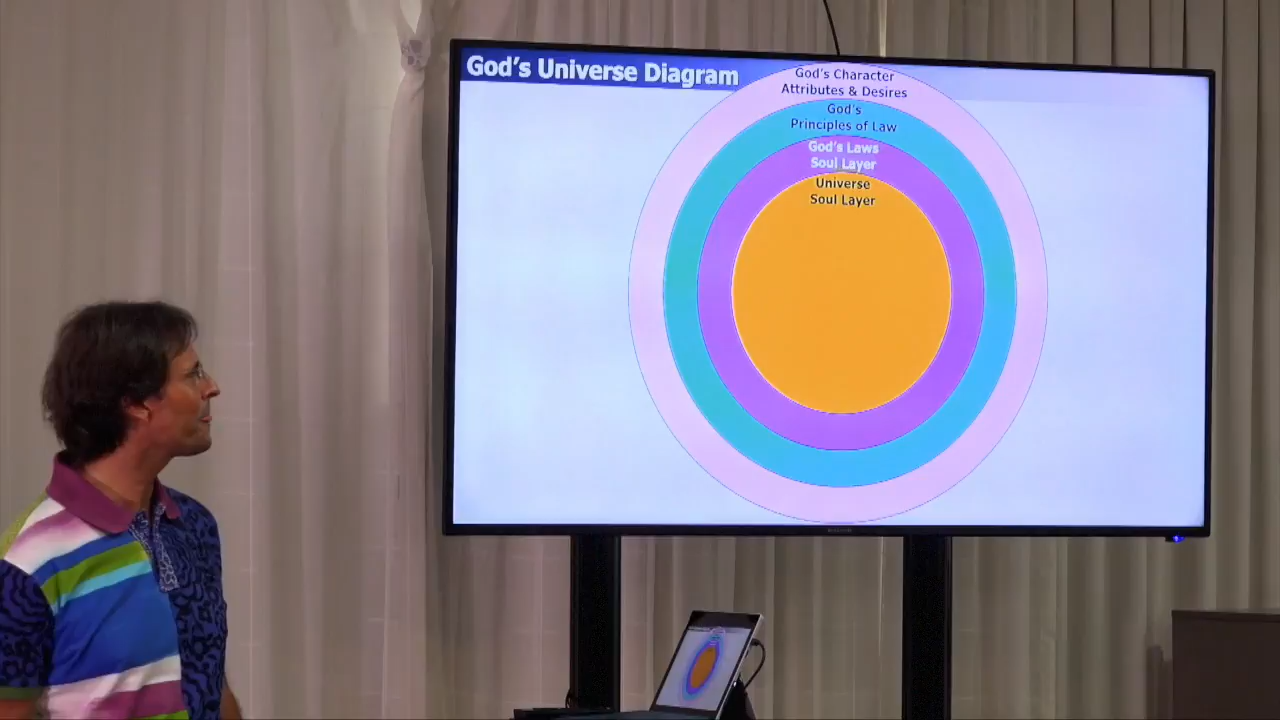 God's Universe Diagram
God's Character
Attributes & Desires
God's
Principles of Law
God's Laws
Soul Layer
Universe
Soul Layer